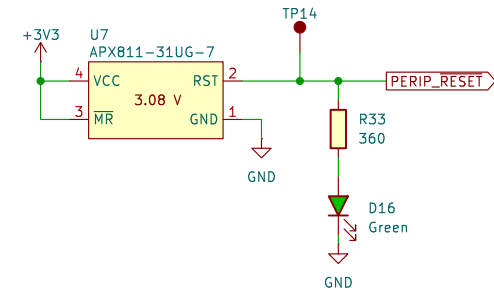 TP14
+3V3
U7
APX811-31UG-7
4 VCC RST 2
3.08 V
3 MR GND 1
PERIP_RESET
R33
360
GND
D16
Green
GND